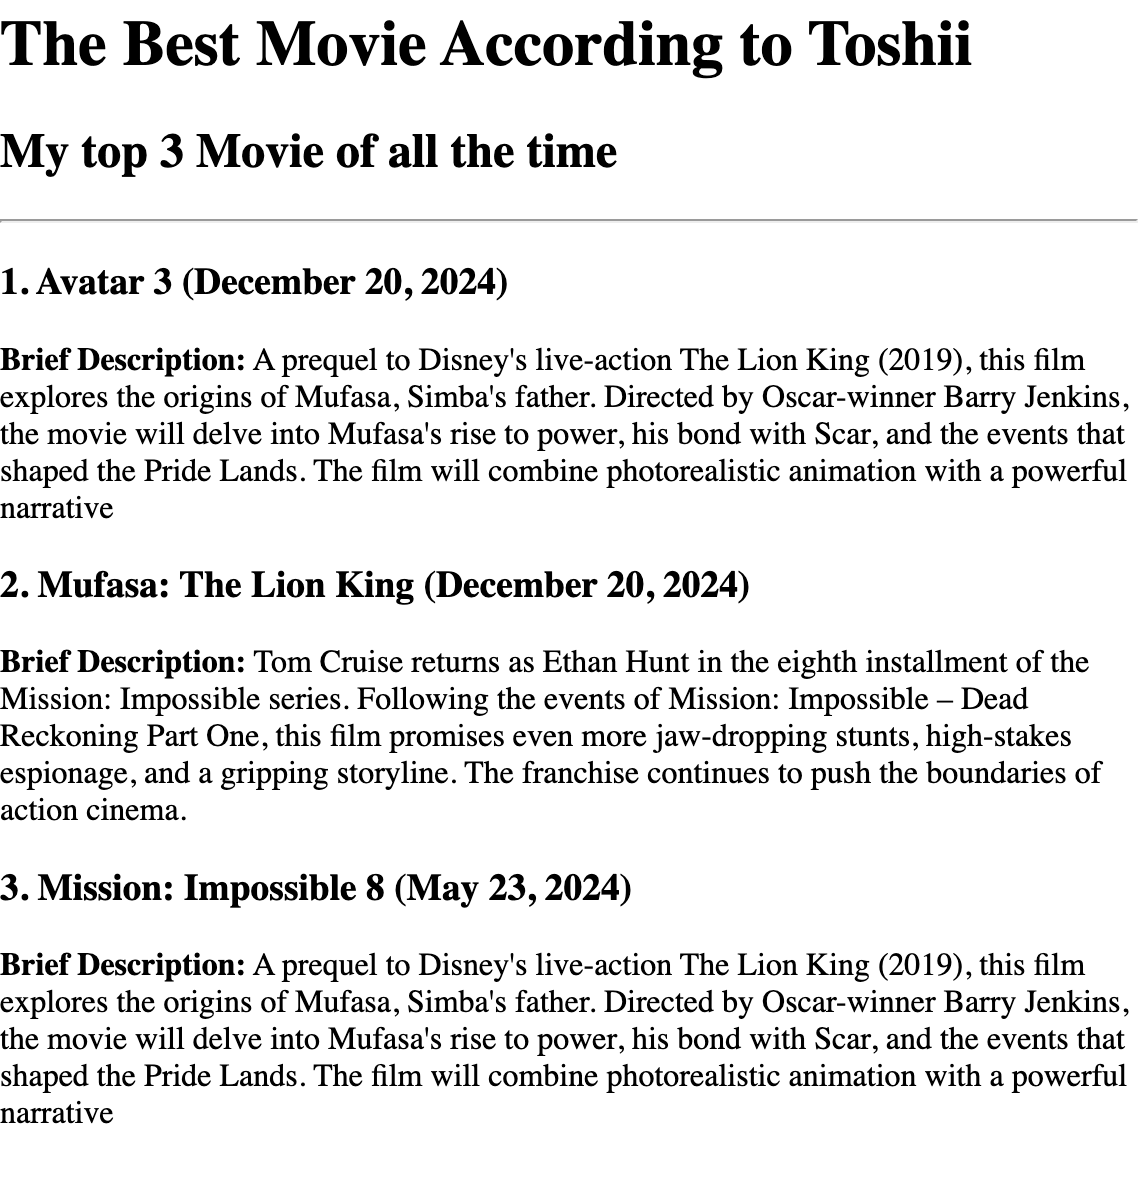 The Best Movie According to Toshii
My top 3 Movie of all the time
1. Avatar 3 (December 20, 2024)
Brief Description: A prequel to Disney's live-action The Lion King (2019), this film
explores the origins of Mufasa, Simba's father. Directed by Oscar-winner Barry Jenkins,
the movie will delve into Mufasa's rise to power, his bond with Scar, and the events that
shaped the Pride Lands. The film will combine photorealistic animation with a powerful
narrative
2. Mufasa: The Lion King (December 20, 2024)
Brief Description: Tom Cruise returns as Ethan Hunt in the eighth installment of the
Mission: Impossible series. Following the events of Mission: Impossible – Dead
Reckoning Part One, this film promises even more jaw-dropping stunts, high-stakes
espionage, and a gripping storyline. The franchise continues to push the boundaries of
action cinema.
3. Mission: Impossible 8 (May 23, 2024)
Brief Description: A prequel to Disney's live-action The Lion King (2019), this film
explores the origins of Mufasa, Simba's father. Directed by Oscar-winner Barry Jenkins,
the movie will delve into Mufasa's rise to power, his bond with Scar, and the events that
shaped the Pride Lands. The film will combine photorealistic animation with a powerful
narrative